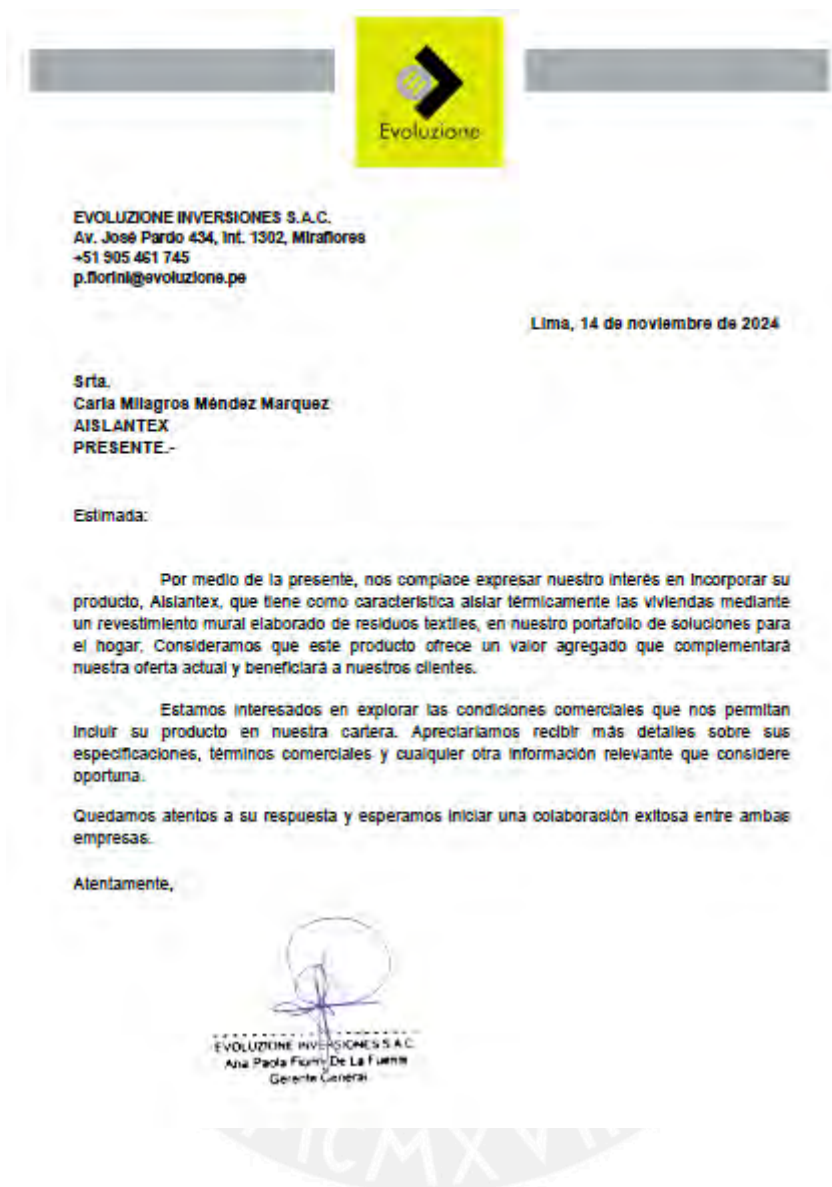 Evoluzione
EVOLUZIONE INVERSIONES S.A.C.
Av. José Pardo 434, Int. 1302, Miraflores
+51 905 461 745
p.fiorini@evoluzione.pe
Lima, 14 de noviembre de 2024
Srta.
Carla Milagros Méndez Marquez
AISLANTEX
PRESENTE.-
Estimada:
Por medio de la presente, nos complace expresar nuestro interés en incorporar su
producto, Aislantex, que tiene como característica aislar térmicamente las viviendas mediante
un revestimiento mural elaborado de residuos textiles, en nuestro portafolio de soluciones para
el hogar. Consideramos que este producto ofrece un valor agregado que complementará
nuestra oferta actual y beneficiará a nuestros clientes.
Estamos interesados en explorar las condiciones comerciales que nos permitan
incluir su producto en nuestra cartera. Apreciaríamos recibir más detalles sobre sus
especificaciones, términos comerciales y cualquier otra información relevante que considere
oportuna.
Quedamos atentos a su respuesta y esperamos iniciar una colaboración exitosa entre ambas
empresas.
Atentamente,
EVOLUZIONE INVERSIONES S.A.C.
Ana Paola Fiorini De La Fuente
Gerente General
MCMXVII